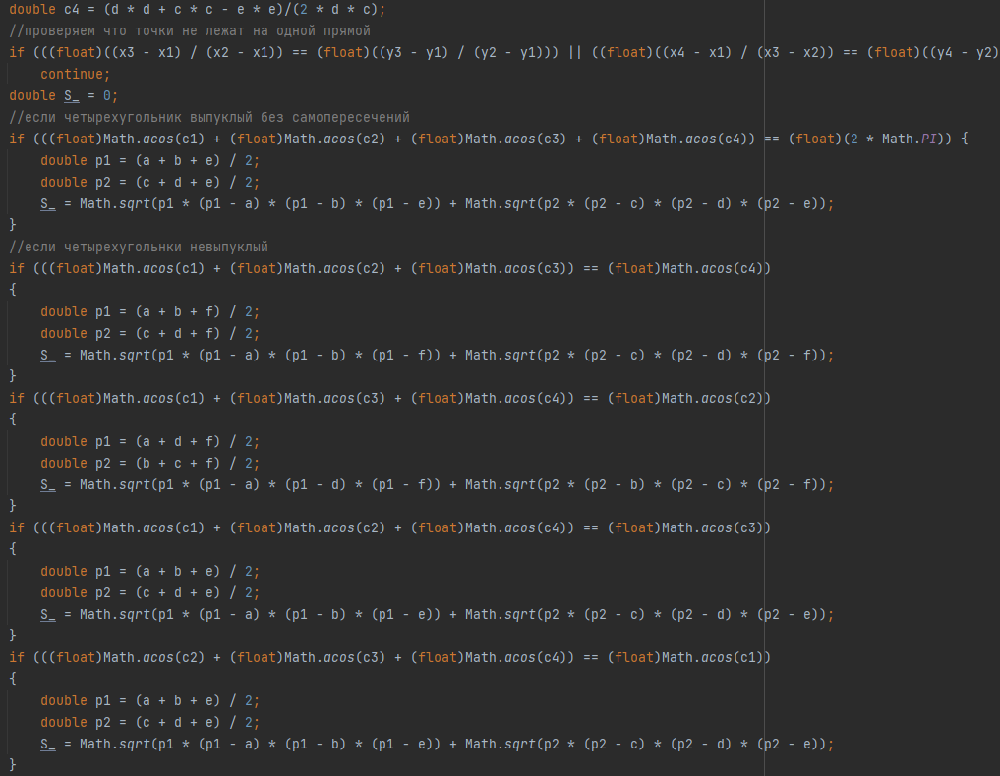 double c4 = (d * d + c * c - e * e)/(2 * d * c);
//проверяем что точки не лежат на одной прямой
if (((float)((x3 - x1) / (x2 - x1)) == (float)((y3 - y1) / (y2 - y1))) || ((float)((x4 - x1) / (x3 - x2)) == (float)((y4 - y2)
continue;
double S_ = 0;
//если четырехугольник выпуклый без самопересечений
if (((float)Math.acos(c1) + (float)Math.acos(c2) + (float)Math.acos(c3) + (float)Math.acos(c4)) == (float)(2 * Math.PI)) {
double p1 = (a + b + e) / 2;
double p2 = (c + d + e) / 2;
S_ = Math.sqrt(p1 * (p1 - a) * (p1 - b) * (p1 - e)) + Math.sqrt(p2 * (p2 - c) * (p2 - d) * (p2 - e));
}
//если четырехугольнки невыпуклый
if (((float)Math.acos(c1) + (float)Math.acos(c2) + (float)Math.acos(c3)) == (float)Math.acos(c4))
{
double p1 = (a + b + f) / 2;
double p2 = (c + d + f) / 2;
S_ = Math.sqrt(p1 * (p1 - a) * (p1 - b) * (p1 - f)) + Math.sqrt(p2 * (p2 - c) * (p2 - d) * (p2 - f));
}
if (((float)Math.acos(c1) + (float)Math.acos(c3) + (float)Math.acos(c4)) == (float)Math.acos(c2))
{
double p1 = (a + d + f) / 2;
double p2 = (b + c + f) / 2;
S_ = Math.sqrt(p1 * (p1 - a) * (p1 - d) * (p1 - f)) + Math.sqrt(p2 * (p2 - b) * (p2 - c) * (p2 - f));
}
if (((float)Math.acos(c1) + (float)Math.acos(c2) + (float)Math.acos(c4)) == (float)Math.acos(c3))
{
double p1 = (a + b + e) / 2;
double p2 = (c + d + e) / 2;
S_ = Math.sqrt(p1 * (p1 - a) * (p1 - b) * (p1 - e)) + Math.sqrt(p2 * (p2 - c) * (p2 - d) * (p2 - e));
}
if (((float)Math.acos(c2) + (float)Math.acos(c3) + (float)Math.acos(c4)) == (float)Math.acos(c1))
{
double p1 = (a + b + e) / 2;
double p2 = (c + d + e) / 2;
S_ = Math.sqrt(p1 * (p1 - a) * (p1 - b) * (p1 - e)) + Math.sqrt(p2 * (p2 - c) * (p2 - d) * (p2 - e));
}